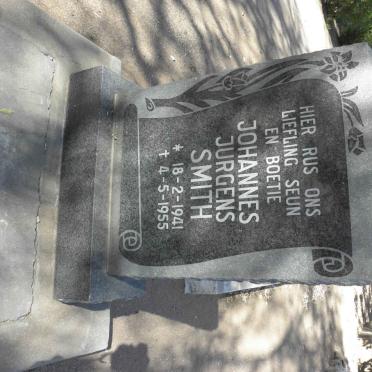 HIER RUS ONS
LIEFLING SEUN
EN BOETIE
JOHANNES
JURGENS
SMITH
* 18-2-1941
✝ 4-5-1955